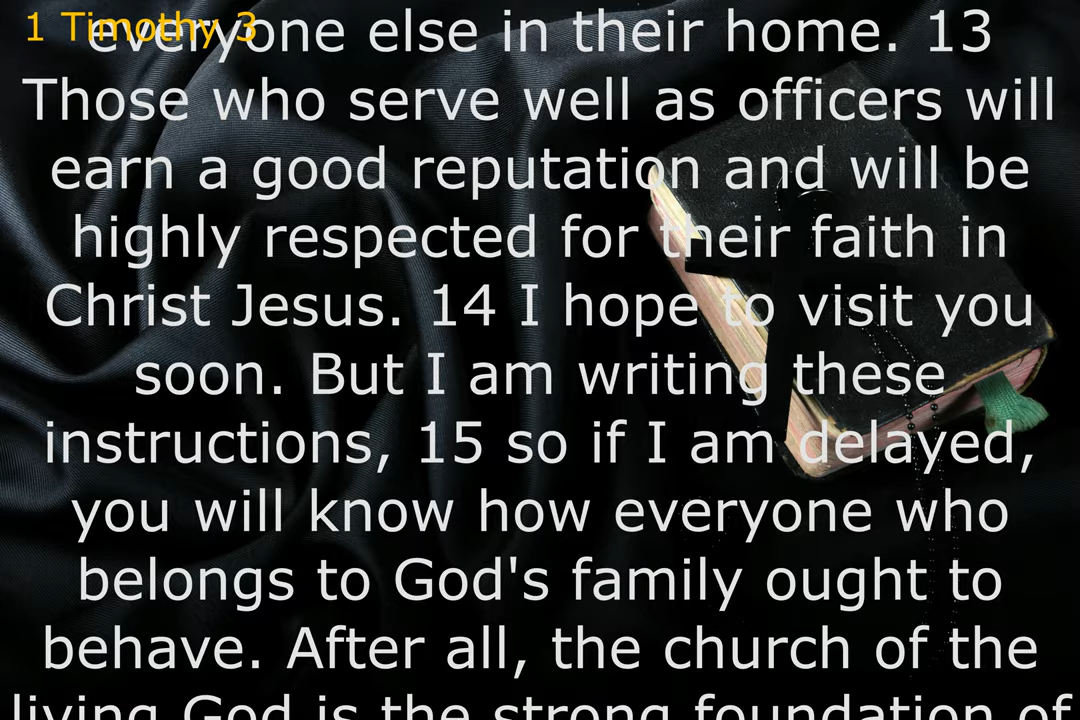 1 Timothy 3
everyone else in their home. 13
Those who serve well as officers will
earn a good reputation and will be
highly respected for their faith in
Christ Jesus. 14 I hope to visit you
soon. But I am writing these
instructions, 15 so if I am delayed,
you will know how everyone who
belongs to God's family ought to
behave. After all, the church of the
living God is the strong foundation of